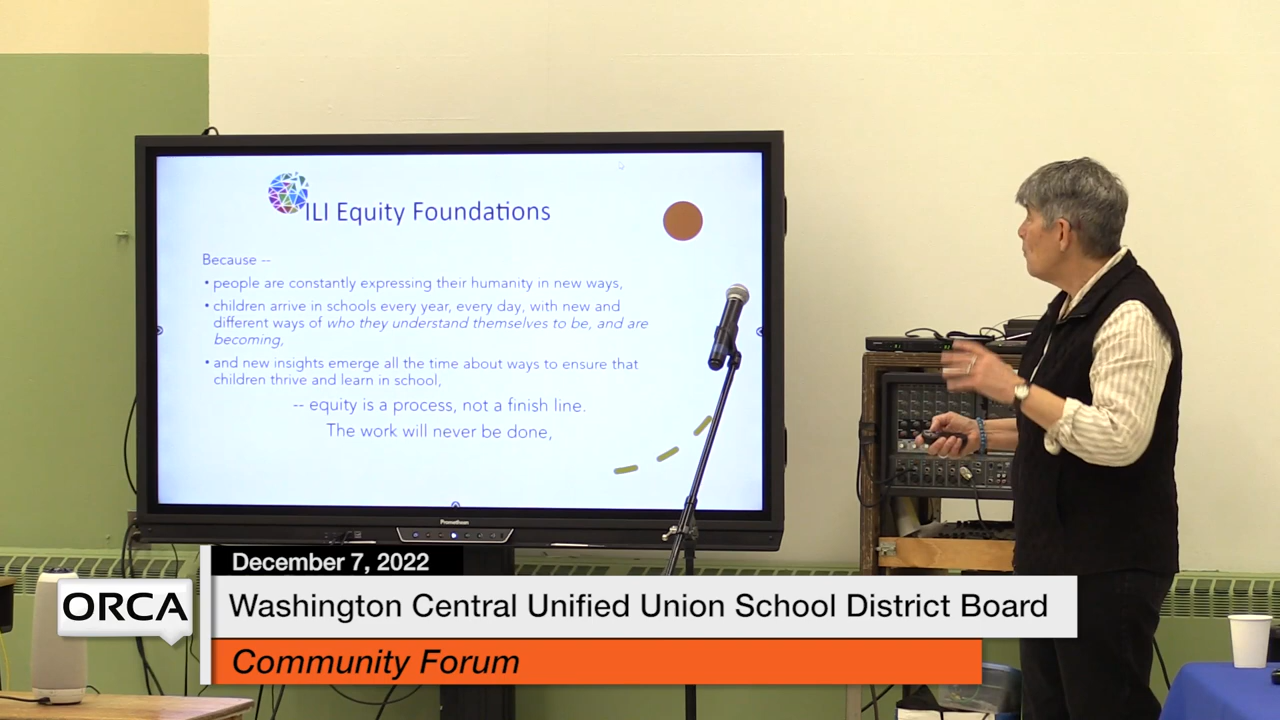 ILI Equity Foundations
Because --
• people are constantly expressing their humanity in new ways,
• children arrive in schools every year, every day, with new and
different ways of who they understand themselves to be, and are
becoming,
• and new insights emerge all the time about ways to ensure that
children thrive and learn in school,
-- equity is a process, not a finish line.
The work will never be done,
Promethean
December 7, 2022
ORCA
Washington Central Unified Union School District Board
Community Forum